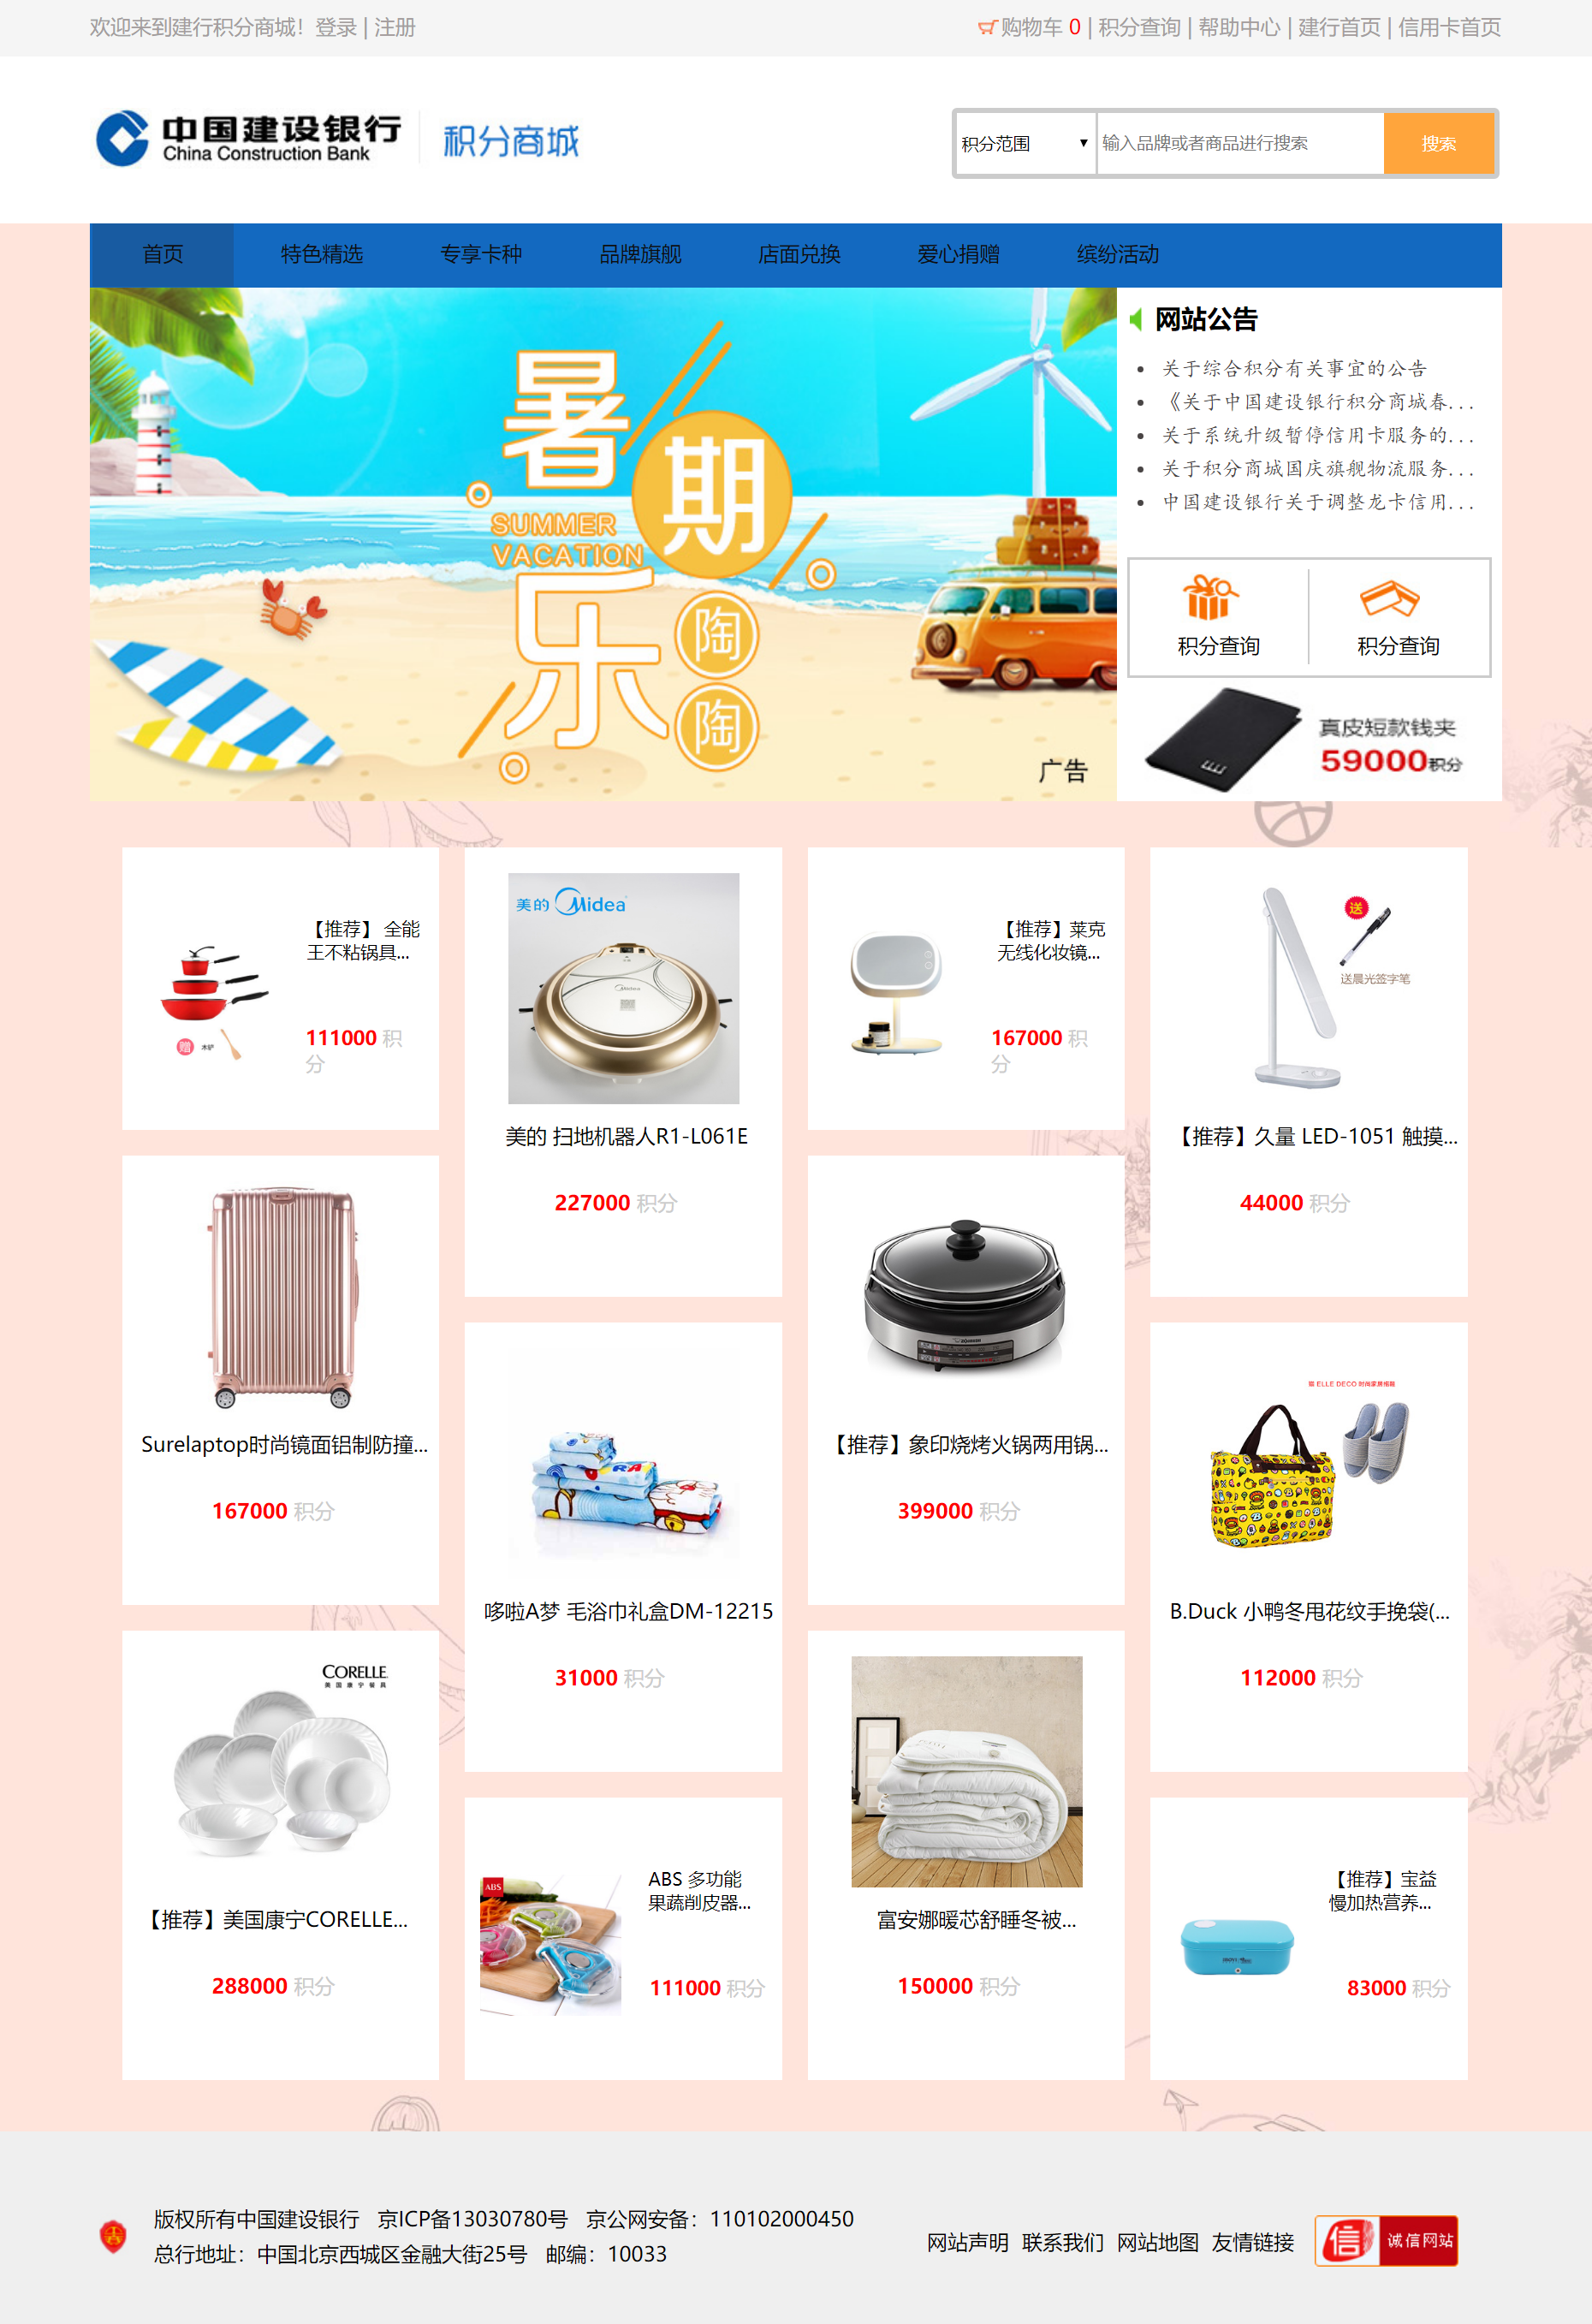 欢迎来到建行积分商城！登录 | 注册
购物车 0 | 积分查询 | 帮助中心 | 建行首页 | 信用卡首页
中国建设银行
China Construction Bank
积分商城
积分范围
输入品牌或者商品进行搜索
搜索
首页
特色精选
专享卡种
品牌旗舰
店面兑换
爱心捐赠
缤纷活动
暑
期
SUMMER
VACATION
乐
陶
陶
广告
网站公告
关于综合积分有关事宜的公告
《关于中国建设银行积分商城春...
关于系统升级暂停信用卡服务的...
关于积分商城国庆旗舰物流服务...
中国建设银行关于调整龙卡信用...
积分查询
积分查询
真皮短款钱夹
59000积分
【推荐】 全能
王不粘锅具...
赠 木铲
111000 积
分
美的 Midea
Midea
美的 扫地机器人R1-L061E
227000 积分
【推荐】莱克
无线化妆镜...
167000 积
分
送
送晨光签字笔
【推荐】久量 LED-1051 触摸...
44000 积分
Surelaptop时尚镜面铝制防撞...
167000 积分
哆啦A梦 毛浴巾礼盒DM-12215
31000 积分
【推荐】象印烧烤火锅两用锅...
399000 积分
ELLE DECO 时尚家居棉鞋
B.Duck 小鸭冬甩花纹手挽袋(...
112000 积分
CORELLE
美国康宁餐具
【推荐】美国康宁CORELLE...
288000 积分
ABS
ABS 多功能
果蔬削皮器...
111000 积分
富安娜暖芯舒睡冬被...
150000 积分
【推荐】宝益
慢加热营养...
83000 积分
版权所有中国建设银行 京ICP备13030780号 京公网安备：110102000450
总行地址：中国北京西城区金融大街25号 邮编：10033
网站声明 联系我们 网站地图 友情链接
信 诚信网站